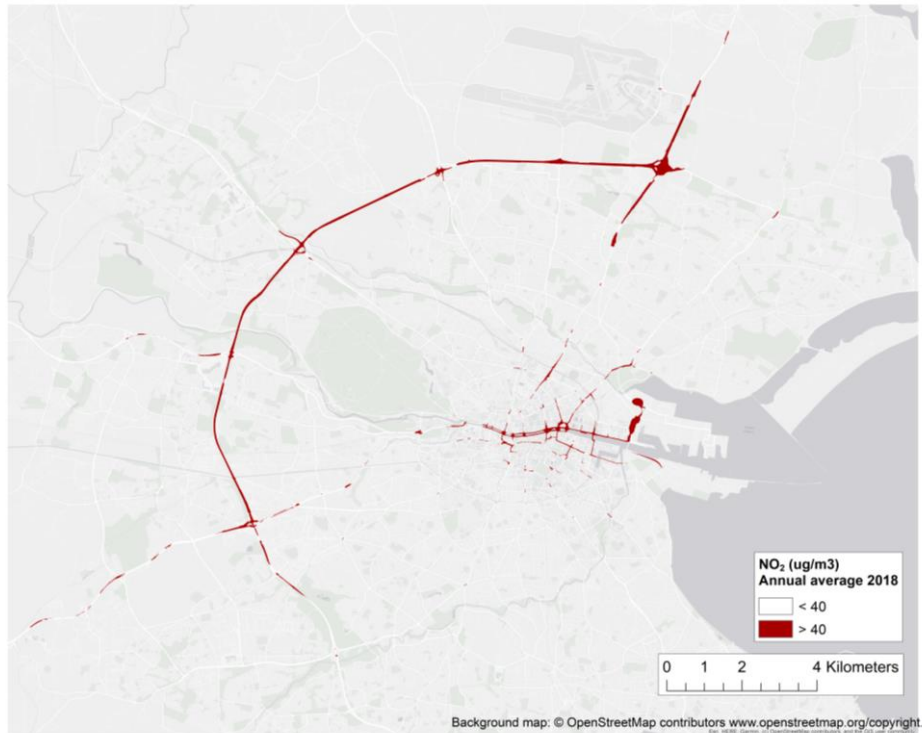 NO₂ (ug/m3)
Annual average 2018
< 40
> 40
0 1 2 4 Kilometers
Background map: © OpenStreetMap contributors www.openstreetmap.org/copyright.